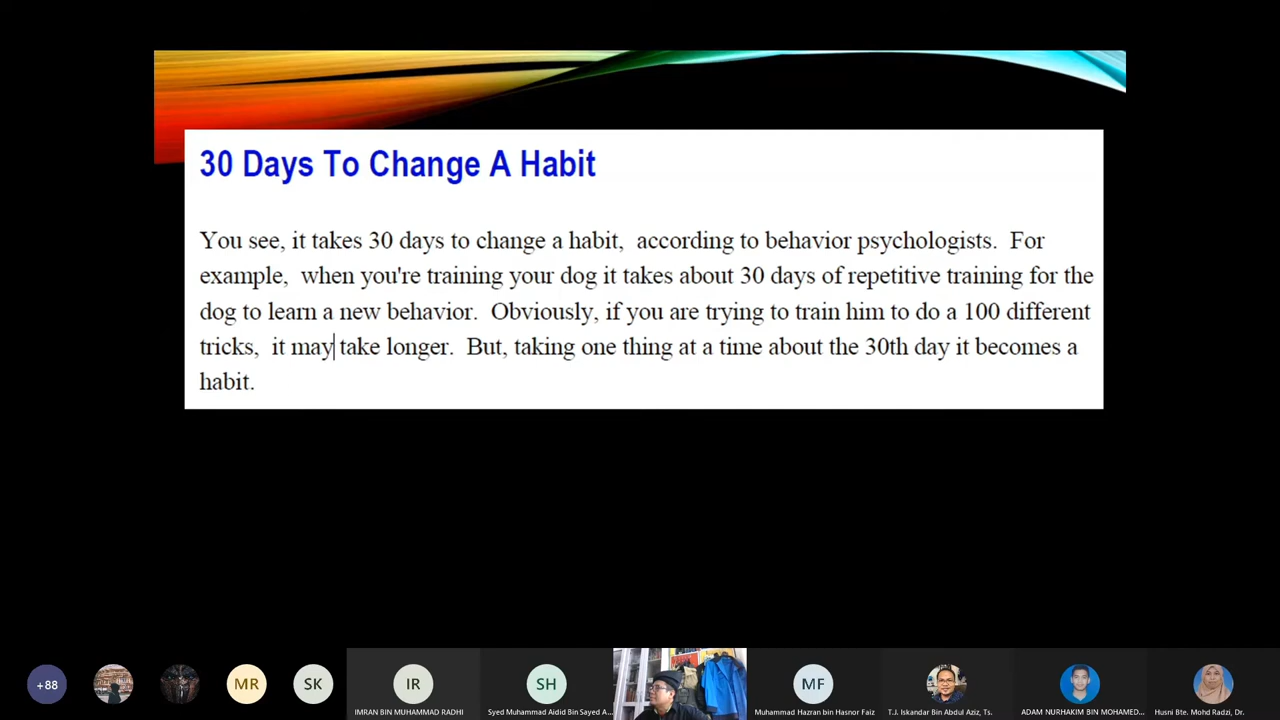 30 Days To Change A Habit
You see, it takes 30 days to change a habit, according to behavior psychologists. For
example, when you're training your dog it takes about 30 days of repetitive training for the
dog to learn a new behavior. Obviously, if you are trying to train him to do a 100 different
tricks, it may take longer. But, taking one thing at a time about the 30th day it becomes a
habit.
+88
MR
SK
IR
SH
MF
IMRAN BIN MUHAMMAD RADHI
Syed Muhammad Aidid Bin Sayed A...
Muhammad Hazran bin Hasnor Faiz
T.J. Iskandar Bin Abdul Aziz, Ts.
ADAM NURHAKIM BIN MOHAMED...
Husni Bte. Mohd Radzi, Dr.